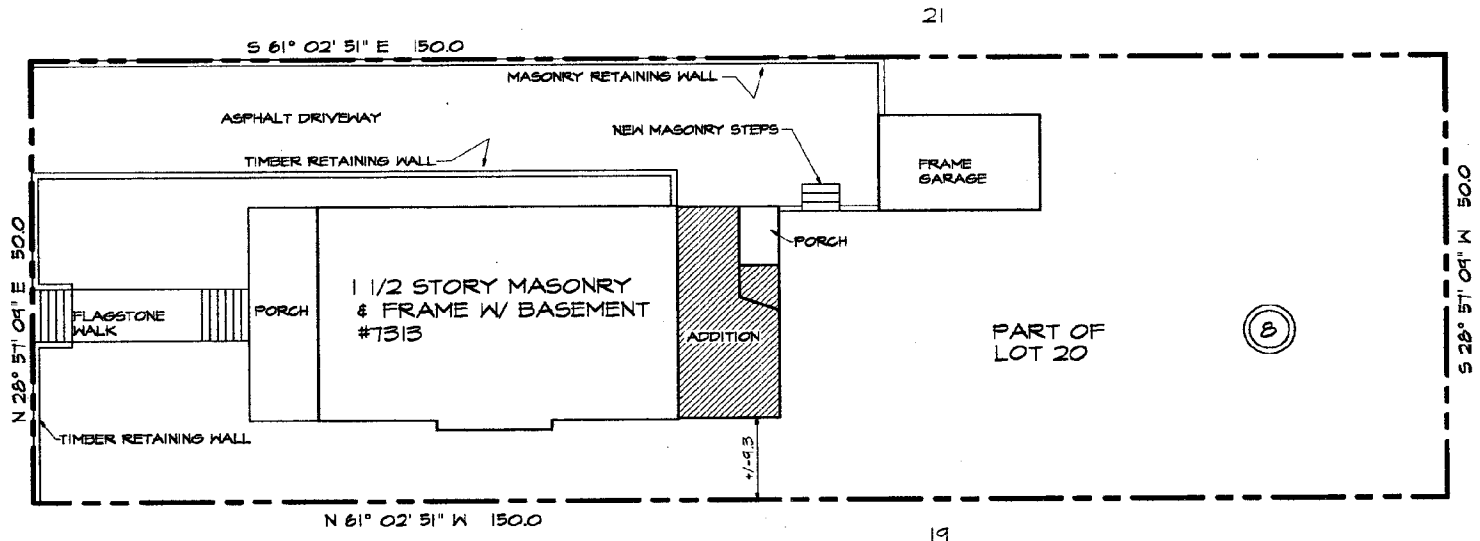 21
S 61° 02' 51" E 150.0
MASONRY RETAINING WALL
ASPHALT DRIVEWAY
NEW MASONRY STEPS
TIMBER RETAINING WALL
FRAME
GARAGE
N 28° 57' 09" E 50.0
S 28° 57' 09" W 50.0
PORCH
1 1/2 STORY MASONRY
& FRAME W/ BASEMENT
#7313
FLAGSTONE
WALK
PORCH
ADDITION
PART OF
LOT 20
8
TIMBER RETAINING WALL
+/-9.3
N 61° 02' 51" W 150.0
19